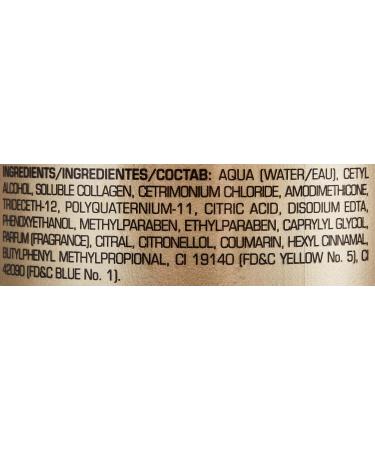 INGREDIENTS/INGREDIENTES/СОСТАВ: AQUA (WATER/EAU), CETYL
ALCOHOL, SOLUBLE COLLAGEN, CETRIMONIUM CHLORIDE, AMODIMETHICONE,
TRIDECETH-12, POLYQUATERNIUM-11, CITRIC ACID, DISODIUM EDTA,
PHENOXYETHANOL, METHYLPARABEN, ETHYLPARABEN, CAPRYLYL GLYCOL,
PARFUM (FRAGRANCE), CITRAL, CITRONELLOL, COUMARIN, HEXYL CINNAMAL,
BUTYLPHENYL METHYLPROPIONAL, CI 19140 (FD&C YELLOW No. 5), CI
42090 (FD&C BLUE No. 1).